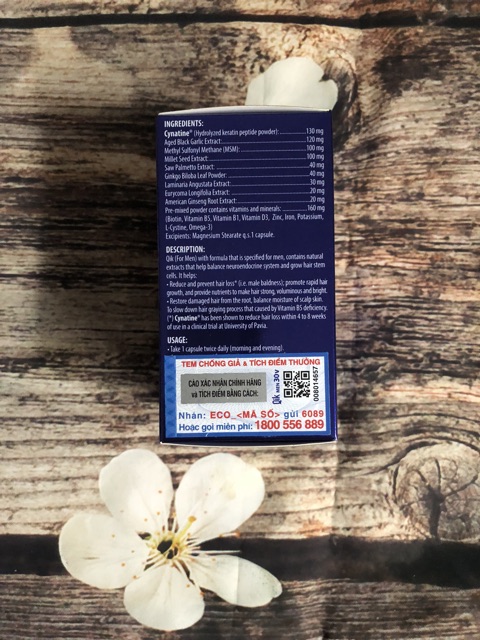 INGREDIENTS:
Cynatine® (Hydrolyzed keratin peptide powder): ............130 mg
Aged Black Garlic Extract:............120 mg
Methyl Sulfonyl Methane (MSM):............100 mg
Millet Seed Extract:............100 mg
Saw Palmetto Extract:............40 mg
Ginkgo Biloba Leaf Powder:............40 mg
Laminaria Angustata Extract:............30 mg
Eurycoma Longifolia Extract:............20 mg
American Ginseng Root Extract:............20 mg
Pre-mixed powder contains vitamins and minerals:............160 mg
(Biotin, Vitamin B5, Vitamin B1, Vitamin D3, Zinc, Iron, Potassium,
L-Cystine, Omega-3)
Excipients: Magnesium Stearate q.s.1 capsule.
DESCRIPTION:
Qik (For Men) with formula that is specified for men, contains natural
extracts that help balance neuroendocrine system and grow hair stem
cells. It helps:
• Reduce and prevent hair loss* (i.e. male baldness); promote rapid hair
growth, and provide nutrients to make hair strong, voluminous and bright.
• Restore damaged hair from the root, balance moisture of scalp skin.
To slow down hair graying process that caused by Vitamin B5 deficiency.
(*) Cynatine® has been shown to reduce hair loss within 4 to 8 weeks
of use in a clinical trial at University of Pavia.
USAGE:
• Take 1 capsule twice daily (morning and evening).
TEM CHỐNG GIẢ & TÍCH ĐIỂM THƯỞNG
CÀO XÁC NHẬN CHÍNH HÃNG
và TÍCH ĐIỂM BẰNG CÁCH:
Qik MEN 30V
008014657
Nhắn: ECO_<MÃ SỐ> gửi 6089
Hoặc gọi miễn phí: 1800 556 889